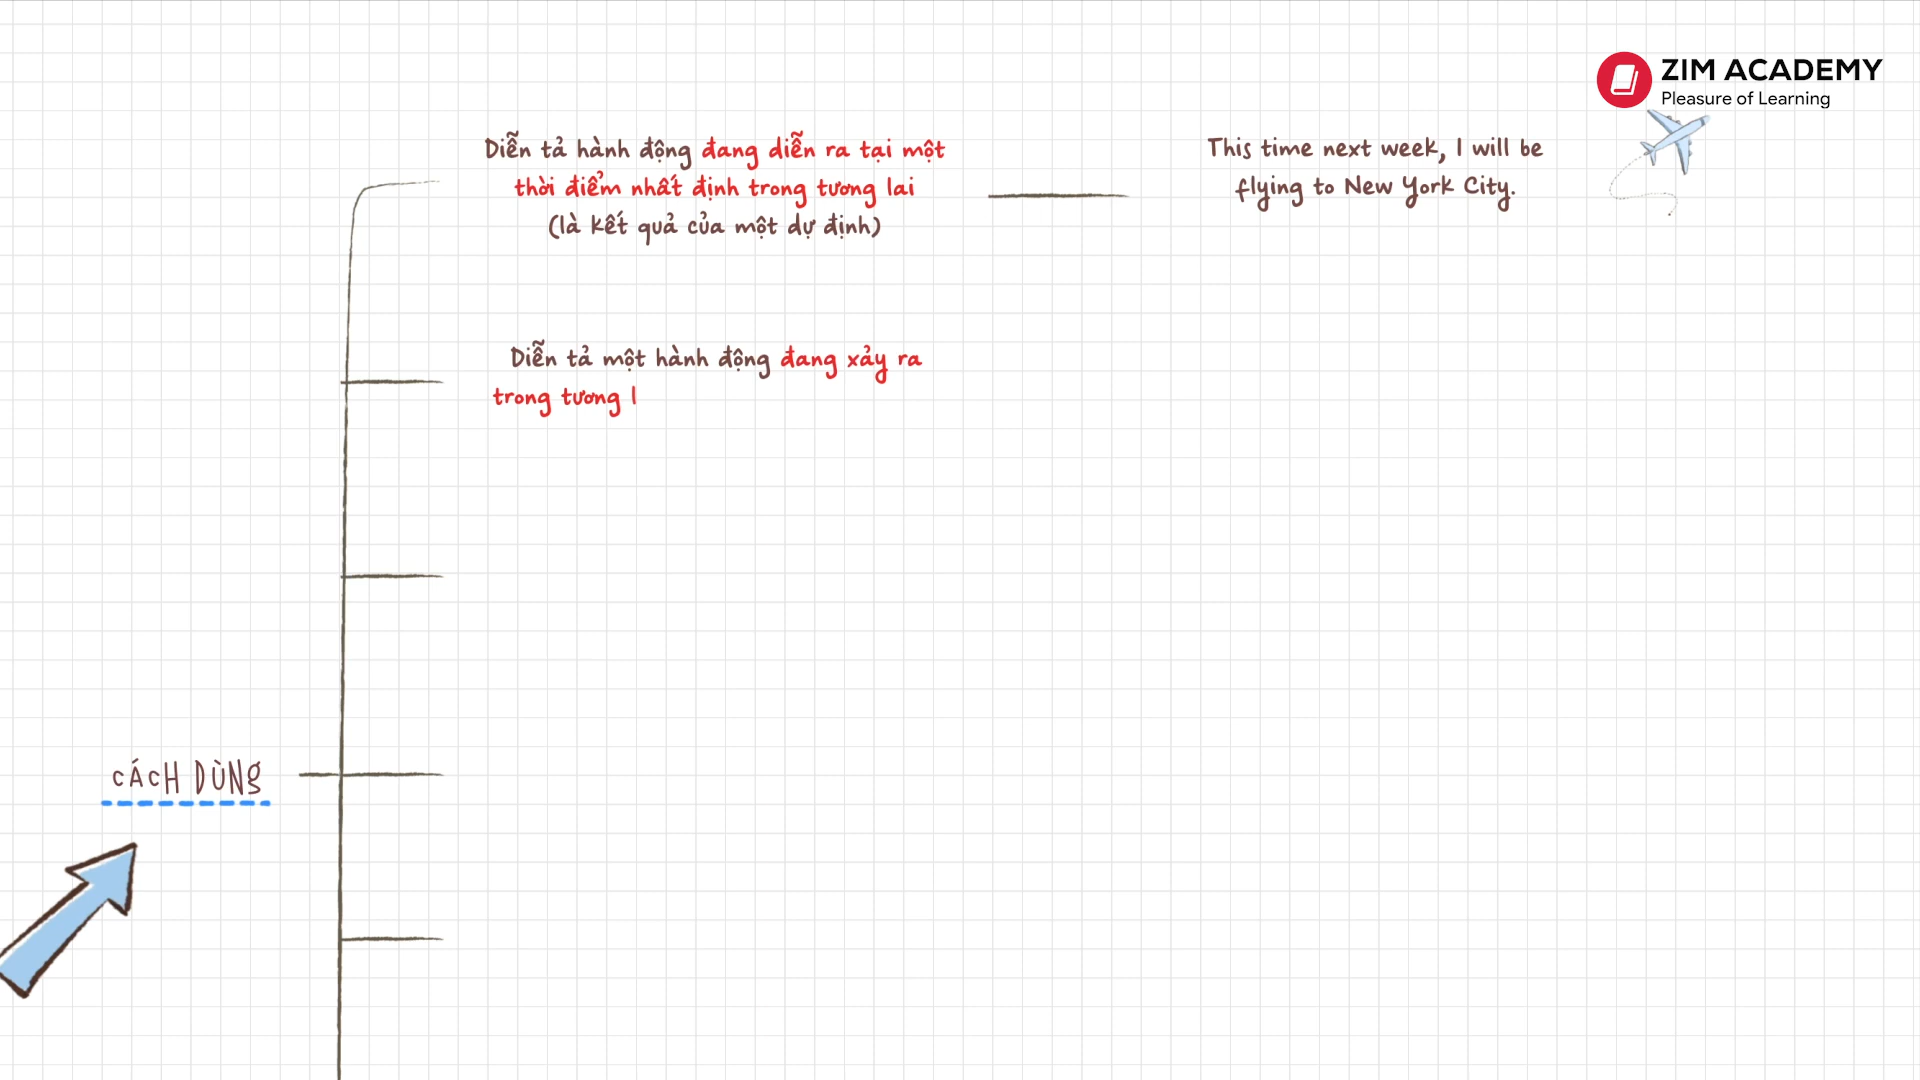 ZIM ACADEMY
Pleasure of Learning
Diễn tả hành động đang diễn ra tại một
thời điểm nhất định trong tương lai
(là kết quả của một dự định)
This time next week, I will be
flying to New York City.
Diễn tả một hành động đang xảy ra
trong tương l
CÁCH DÙNG